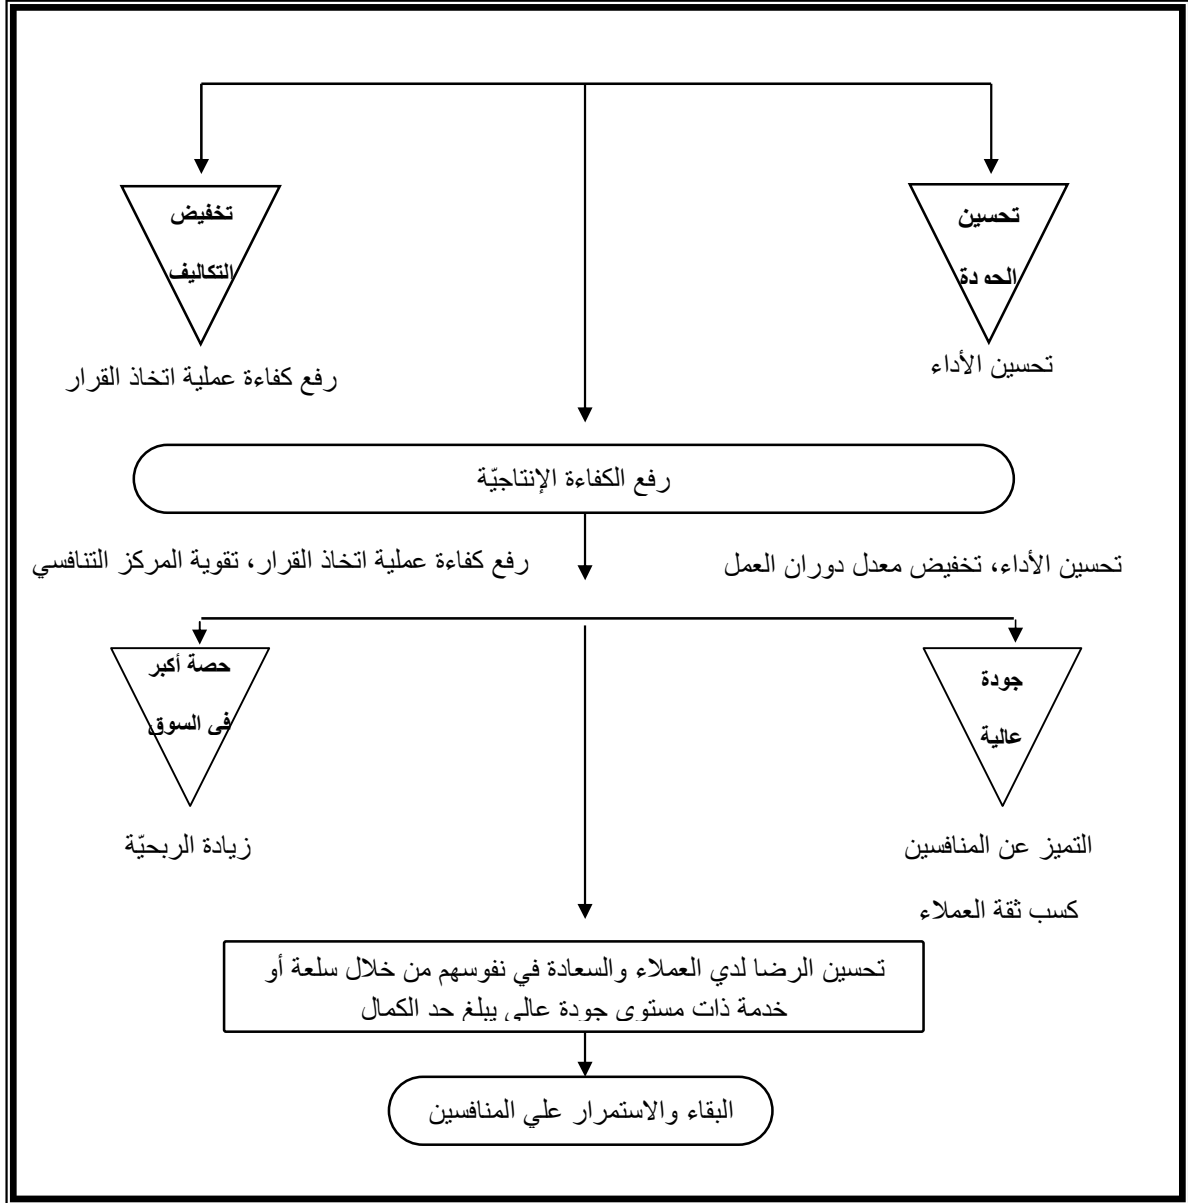 تحسين
الجودة
تخفيض
التكاليف
تحسين الأداء
رفع كفاءة عملية اتخاذ القرار
رفع الكفاءة الإنتاجيّة
تحسين الأداء، تخفيض معدل دوران العمل
رفع كفاءة عملية اتخاذ القرار، تقوية المركز التنافسي
جودة
عالية
حصة أكبر
في السوق
التميز عن المنافسين
زيادة الربحيّة
كسب ثقة العملاء
تحسين الرضا لدي العملاء والسعادة في نفوسهم من خلال سلعة أو
خدمة ذات مستوى جودة عالي يبلغ حد الكمال
البقاء والاستمرار علي المنافسين